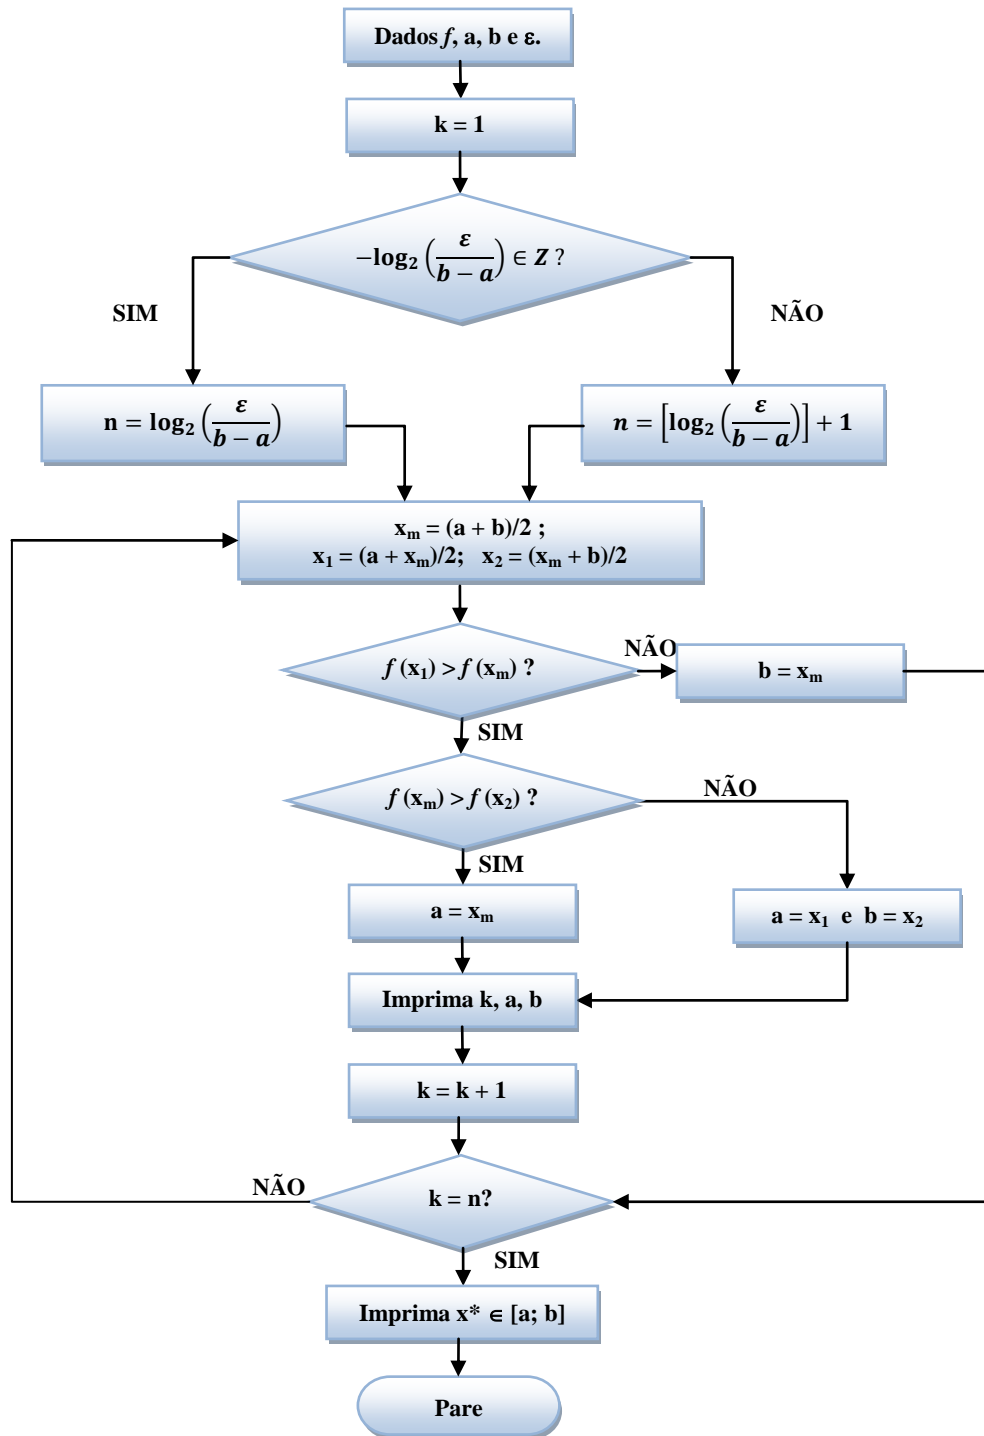 Dados f, a, b e ε.
k = 1
−log₂ (ε / (b − a)) ∈ Z ?
SIM
NÃO
n = log₂ (ε / (b − a))
n = [log₂ (ε / (b − a))] + 1
xₘ = (a + b)/2 ;
x₁ = (a + xₘ)/2; x₂ = (xₘ + b)/2
f (x₁) > f (xₘ) ?
NÃO
b = xₘ
SIM
f (xₘ) > f (x₂) ?
NÃO
SIM
a = xₘ
a = x₁ e b = x₂
Imprima k, a, b
k = k + 1
NÃO
k = n?
SIM
Imprima x* ∈ [a; b]
Pare